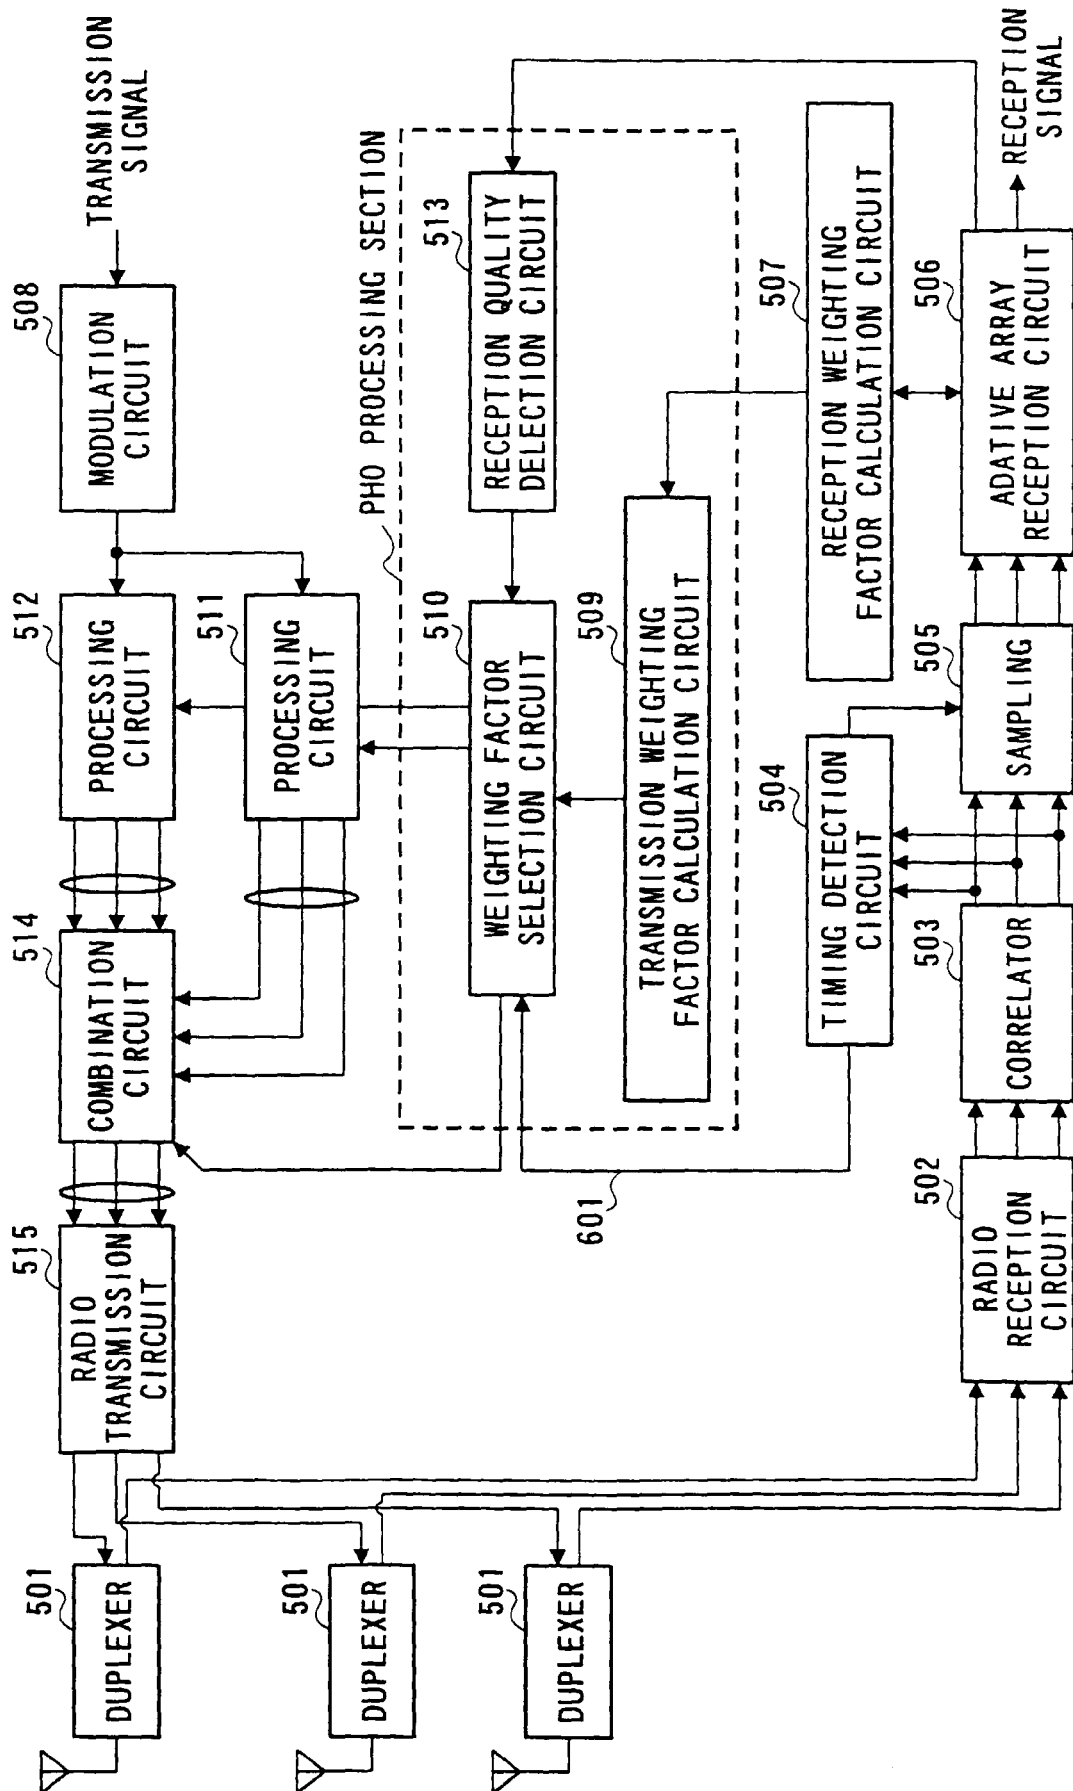 501
DUPLEXER
501
DUPLEXER
501
DUPLEXER
515
RADIO
TRANSMISSION
CIRCUIT
514
COMBINATION
CIRCUIT
512
PROCESSING
CIRCUIT
511
PROCESSING
CIRCUIT
508
MODULATION
CIRCUIT
TRANSMISSION
SIGNAL
PHO PROCESSING SECTION
510
WEIGHTING FACTOR
SELECTION CIRCUIT
513
RECEPTION QUALITY
DELECTION CIRCUIT
509
TRANSMISSION WEIGHTING
FACTOR CALCULATION CIRCUIT
601
504
TIMING DETECTION
CIRCUIT
507
RECEPTION WEIGHTING
FACTOR CALCULATION CIRCUIT
502
RADIO
RECEPTION
CIRCUIT
503
CORRELATOR
505
SAMPLING
506
ADATIVE ARRAY
RECEPTION CIRCUIT
RECEPTION
SIGNAL